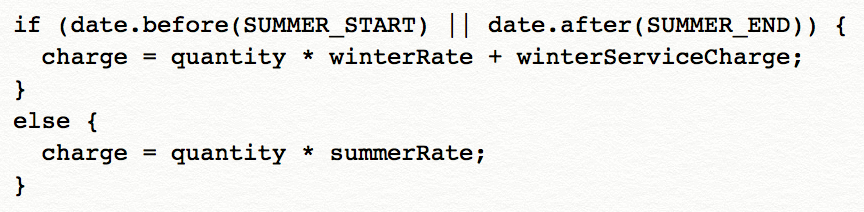 if (date.before(SUMMER_START) || date.after(SUMMER_END)) {
  charge = quantity * winterRate + winterServiceCharge;
}
else {
  charge = quantity * summerRate;
}